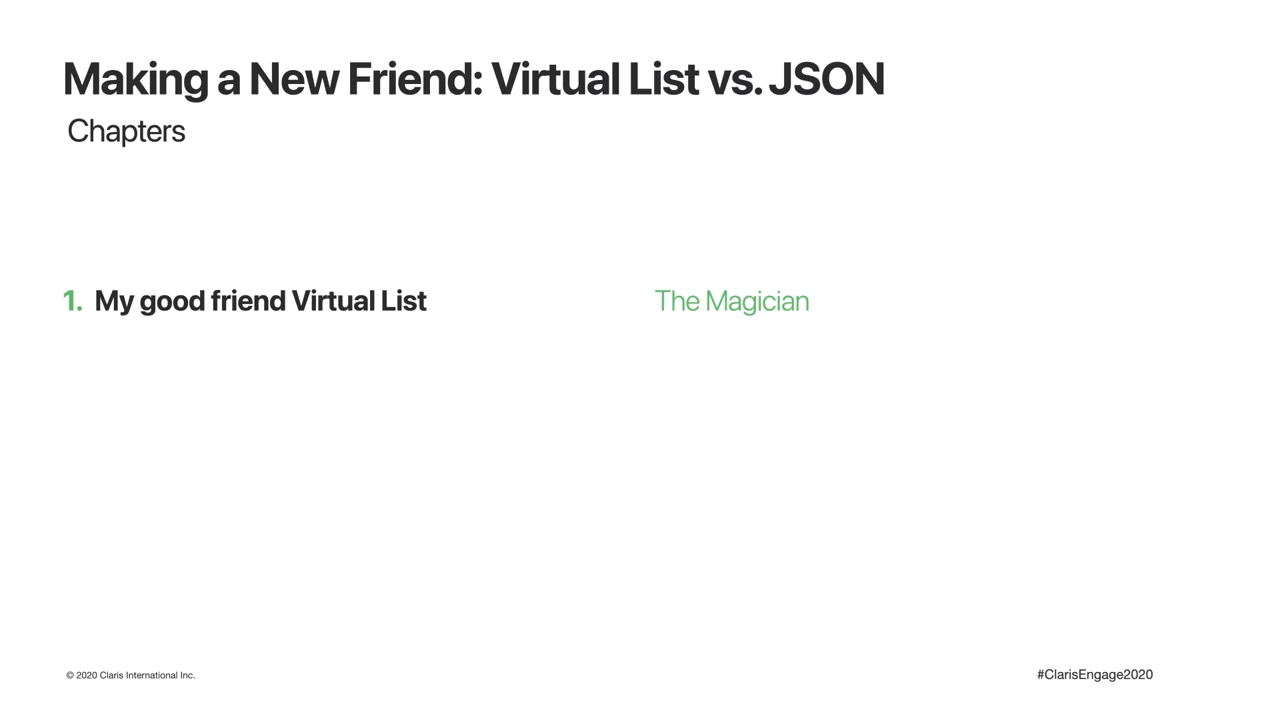 Making a New Friend: Virtual List vs. JSON
Chapters
1. My good friend Virtual List
The Magician
© 2020 Claris International Inc.
#ClarisEngage2020